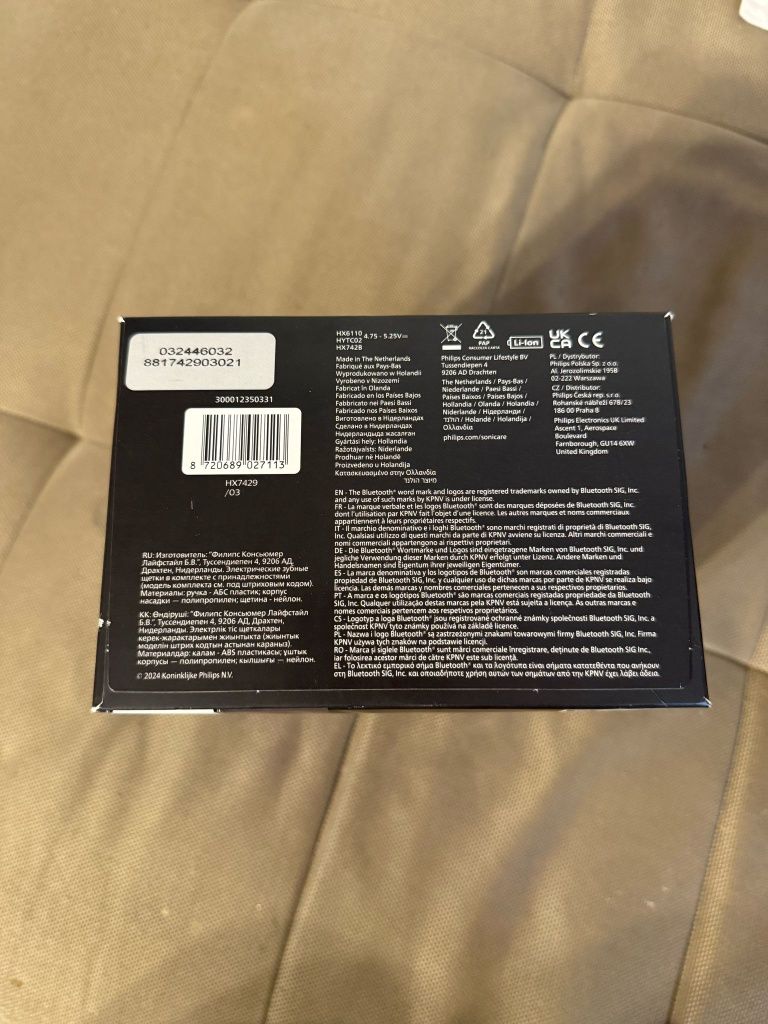 032446032
881742903021
300012350331
8 720689 027113
HX7429
/03
RU: Изготовитель: "Филипс Консьюмер
Лайфстайл Б.В.", Туссендиепен 4, 9206 АД,
Драхтен, Нидерланды. Электрические зубные
щетки в комплекте с принадлежностями
(модель комплекта см. под штриховым кодом).
Материалы: ручка - АБС пластик; корпус
насадки — полипропилен; щетина - нейлон.
KK: Өндіруші: "Филипс Консьюмер Лайфстайл
Б.В.", Туссендиепен 4, 9206 АД, Драхтен,
Нидерланды. Электрлік тіс щеткалары
керек-жарактарымен жиынтықта (жиынтық
моделін штрих кодтың астынан қараңыз).
Материалдар: қалам - ABS пластикасы; ұштық
корпусы — полипропилен; қылшығы — нейлон.
© 2024 Koninklijke Philips N.V.
HX6110 4.75 - 5.25V
HYTC02
HX742B
Made in The Netherlands
Fabriqué aux Pays-Bas
Wyprodukowano w Holandii
Vyrobeno v Nizozemí
Fabricat în Olanda
Fabricado en los Países Bajos
Fabbricato nei Paesi Bassi
Fabricado nos Países Baixos
Виготовлено в Нідерландах
Сделано в Нидерландах
Нидерландыда жасалған
Gyártási hely: Hollandia
Ražotājvalsts: Nīderlande
Prodhuar në Holandë
Proizvedeno u Holandija
Κατασκευασμένο στην Ολλανδία
מיוצר הולנד
21
PAP
RACCOLTA CARTA
Li-Ion
UK
CA
CE
Philips Consumer Lifestyle BV
Tussendiepen 4
9206 AD Drachten
The Netherlands / Pays-Bas /
Niederlande / Paesi Bassi /
Países Baixos / Países Bajos /
Hollandia / Olanda / Holandia /
Nīderlande / Нідерланди /
הולנד / Holandë / Holandija /
Ολλανδία
philips.com/sonicare
PL / Dystrybutor:
Philips Polska Sp. z o.o.
Al. Jerozolimskie 195B
02-222 Warszawa
CZ / Distributor:
Philips Česká rep. s.r.o.
Rohanské nábřeží 678/23
186 00 Praha 8
Philips Electronics UK Limited
Ascent 1, Aerospace
Boulevard
Farnborough, GU14 6XW
United Kingdom
EN - The Bluetooth® word mark and logos are registered trademarks owned by Bluetooth SIG, Inc.
and any use of such marks by KPNV is under license.
FR - La marque verbale et les logos Bluetooth® sont des marques déposées de Bluetooth SIG, Inc.
dont l'utilisation par KPNV fait l'objet d'une licence. Les autres marques et noms commerciaux
appartiennent à leurs propriétaires respectifs.
IT - Il marchio denominativo e i loghi Bluetooth® sono marchi registrati di proprietà di Bluetooth SIG,
Inc. Qualsiasi utilizzo di questi marchi da parte di KPNV avviene su licenza. Altri marchi commerciali e
nomi commerciali appartengono ai rispettivi proprietari.
DE - Die Bluetooth® Wortmarke und Logos sind eingetragene Marken von Bluetooth SIG, Inc, und
jegliche Verwendung dieser Marken durch KPNV erfolgt unter Lizenz. Andere Marken und
Handelsnamen sind Eigentum ihrer jeweiligen Eigentümer.
ES - La marca denominativa y los logotipos de Bluetooth® son marcas comerciales registradas
propiedad de Bluetooth SIG, Inc. y cualquier uso de dichas marcas por parte de KPNV se realiza bajo
licencia. Las demás marcas y nombres comerciales pertenecen a sus respectivos propietarios.
PT - A marca e os logótipos Bluetooth® são marcas comerciais registadas propriedade da Bluetooth
SIG, Inc. Qualquer utilização destas marcas pela KPNV está sujeita a licença. As outras marcas e
nomes comerciais pertencem aos respetivos proprietários.
CS - Logotyp a loga Bluetooth® jsou registrované ochranné známky společnosti Bluetooth SIG, Inc. a
společnost KPNV tyto známky používá na základě licence.
PL - Nazwa i logo Bluetooth® są zastrzeżonymi znakami towarowymi firmy Bluetooth SIG, Inc. Firma
KPNV używa tych znaków na podstawie licencji.
RO - Marca și siglele Bluetooth® sunt mărci comerciale înregistrate, deținute de Bluetooth SIG, Inc.,
iar folosirea acestor mărci de către KPNV este sub licență.
EL - Το λεκτικό εμπορικό σήμα Bluetooth® και τα λογότυπα είναι σήματα κατατεθέντα που ανήκουν
στη Bluetooth SIG, Inc. και οποιαδήποτε χρήση αυτών των σημάτων από την KPNV έχει λάβει άδεια.